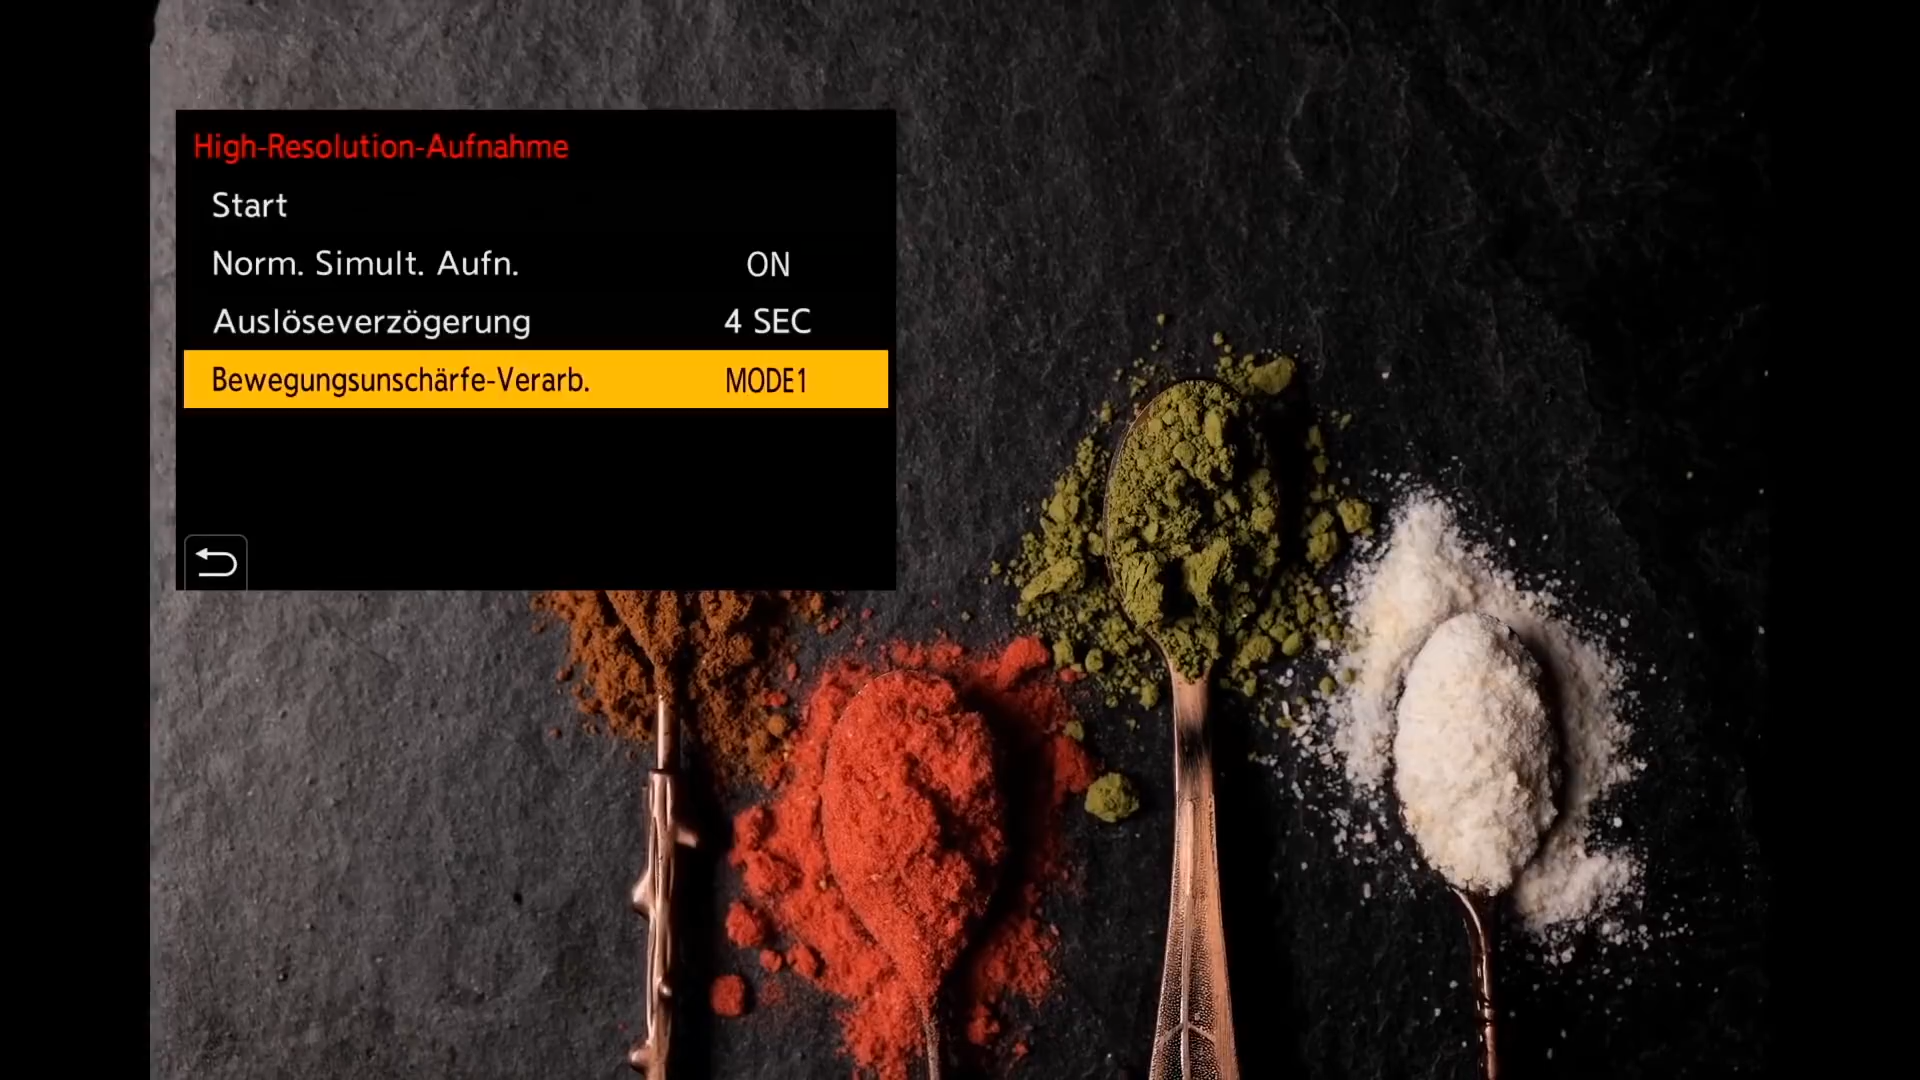 High-Resolution-Aufnahme
Start
Norm. Simult. Aufn. ON
Auslöseverzögerung 4 SEC
Bewegungsunschärfe-Verarb. MODE1